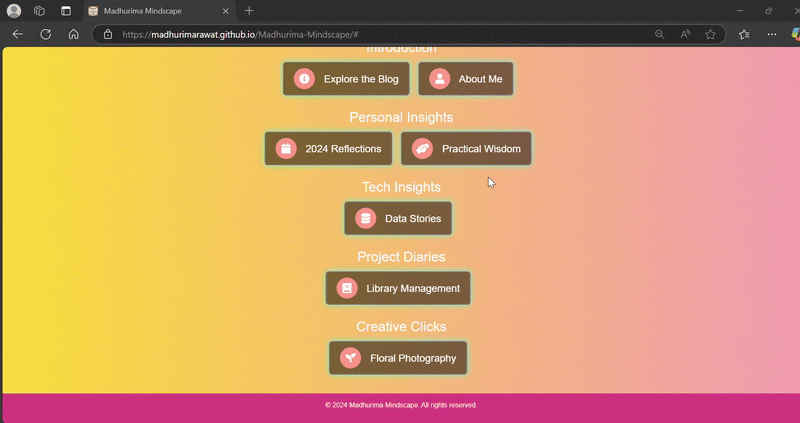 Madhurima Mindscape
https://madhurimarawat.github.io/Madhurima-Mindscape/#
Introduction
Explore the Blog About Me
Personal Insights
2024 Reflections Practical Wisdom
Tech Insights
Data Stories
Project Diaries
Library Management
Creative Clicks
Floral Photography
© 2024 Madhurima Mindscape. All rights reserved.